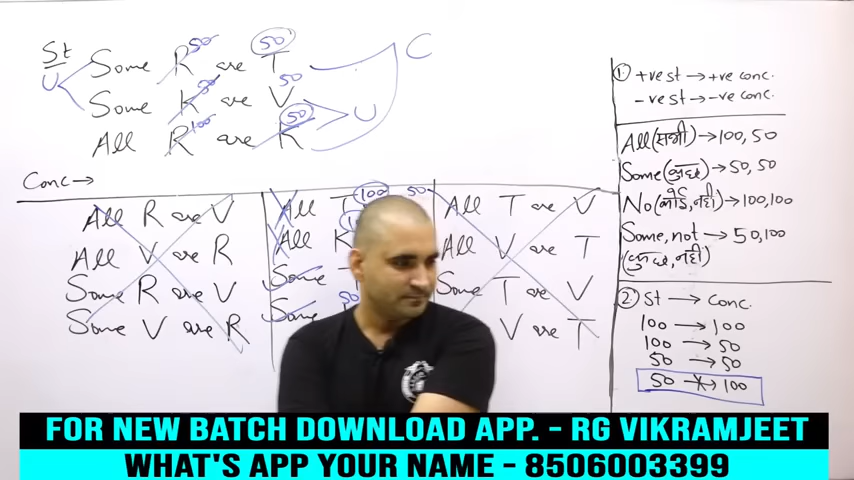 St
Some R 50 are T 50
C
U
Some K 50 are V 50
U
All R 100 are K 50
Conc →
All R are V
All V are R
Some R are V
Some V are R
All T 100
All K
Some
Some
50
50
All T are V
All V are T
Some T are V
V are T
1. +ve st → +ve conc.
-ve st → -ve conc.
All (सभी) → 100, 50
Some (कुछ) → 50, 50
No (कोई नहीं) → 100, 100
Some, not → 50, 100
(कुछ, नहीं)
2. St → Conc.
100 → 100
100 → 50
50 → 50
50 → 100
FOR NEW BATCH DOWNLOAD APP. - RG VIKRAMJEET
WHAT'S APP YOUR NAME - 8506003399